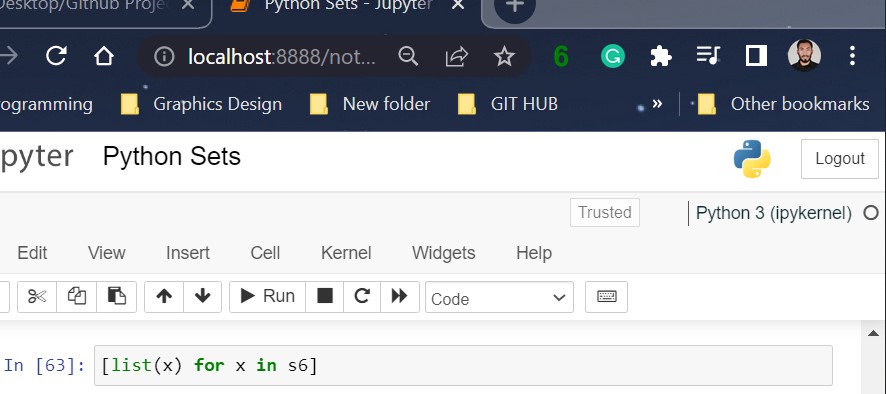 esktop/Github Proje Python Sets - Jupyter
localhost:8888/not... 6 G
ogramming Graphics Design New folder GIT HUB » Other bookmarks
pyter Python Sets Logout
Trusted Python 3 (ipykernel)
Edit View Insert Cell Kernel Widgets Help
Run Code
In [63]: [list(x) for x in s6]